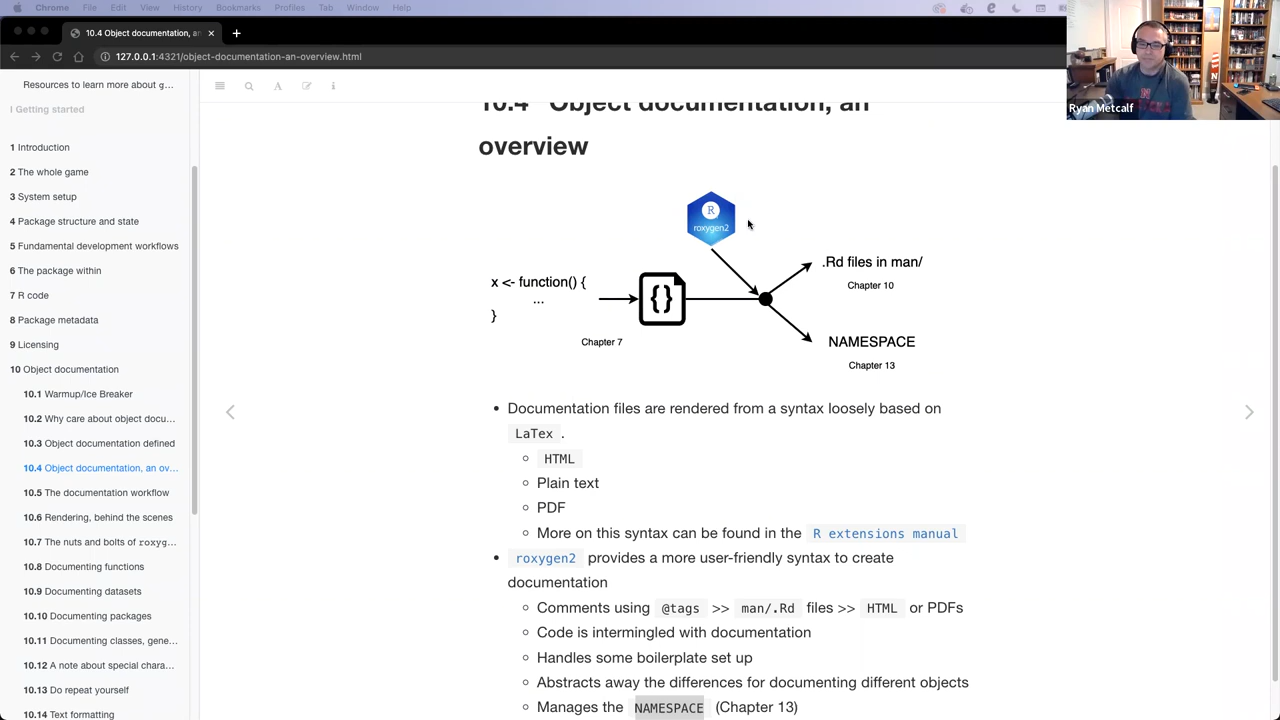 Chrome File Edit View History Bookmarks Profiles Tab Window Help
10.4 Object documentation, an
127.0.0.1:4321/object-documentation-an-overview.html
Ryan Metcalf
Resources to learn more about g...
I Getting started
1 Introduction
2 The whole game
3 System setup
4 Package structure and state
5 Fundamental development workflows
6 The package within
7 R code
8 Package metadata
9 Licensing
10 Object documentation
10.1 Warmup/Ice Breaker
10.2 Why care about object docu...
10.3 Object documentation defined
10.4 Object documentation, an ov...
10.5 The documentation workflow
10.6 Rendering, behind the scenes
10.7 The nuts and bolts of roxyg...
10.8 Documenting functions
10.9 Documenting datasets
10.10 Documenting packages
10.11 Documenting classes, gene...
10.12 A note about special chara...
10.13 Do repeat yourself
10.14 Text formatting
10.4 Object documentation, an
overview
R
roxygen2
x <- function() {
...
}
{}
Chapter 7
.Rd files in man/
Chapter 10
NAMESPACE
Chapter 13
• Documentation files are rendered from a syntax loosely based on
LaTex .
HTML
Plain text
PDF
More on this syntax can be found in the R extensions manual
• roxygen2 provides a more user-friendly syntax to create
documentation
Comments using @tags >> man/.Rd files >> HTML or PDFs
Code is intermingled with documentation
Handles some boilerplate set up
Abstracts away the differences for documenting different objects
Manages the NAMESPACE (Chapter 13)